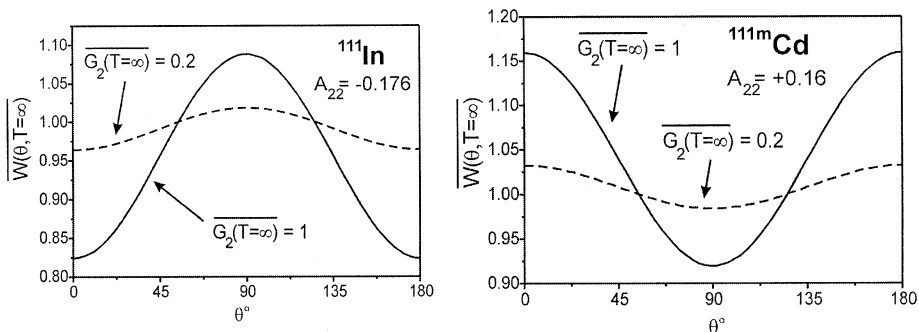 1.10
1.05
1.00
0.95
0.90
0.85
0.80
W(θ,T=∞)
G₂(T=∞) = 0.2
¹¹¹In
A₂₂= -0.176
G₂(T=∞) = 1
0 45 90 135 180
θ°
1.20
1.15
1.10
1.05
1.00
0.95
0.90
W(θ,T=∞)
G₂(T=∞) = 1
¹¹¹ᵐCd
A₂₂= +0.16
G₂(T=∞) = 0.2
0 45 90 135 180
θ°